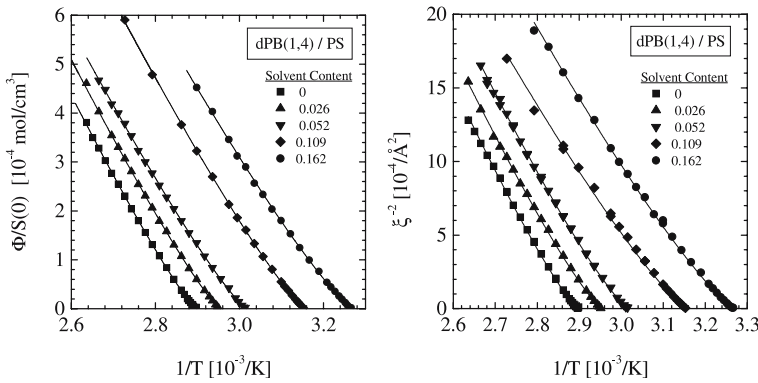 dPB(1,4) / PS
Solvent Content
0
0.026
0.052
0.109
0.162
Φ/S(0) [10⁻⁴ mol/cm³]
6
5
4
3
2
1
0
2.6 2.8 3.0 3.2
1/T [10⁻³/K]
dPB(1,4) / PS
Solvent Content
0
0.026
0.052
0.109
0.162
ξ⁻² [10⁻⁴/Å²]
20
15
10
5
0
2.6 2.7 2.8 2.9 3.0 3.1 3.2 3.3
1/T [10⁻³/K]